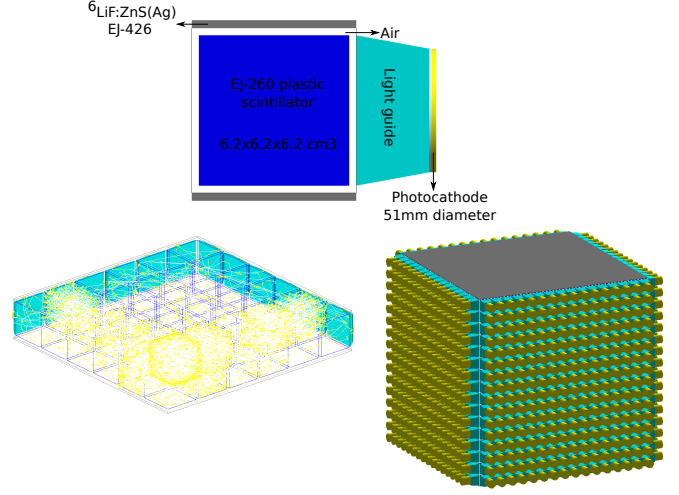 ⁶LiF:ZnS(Ag)
EJ-426
Air
EJ-260 plastic
scintillator
6.2x6.2x6.2 cm3
Light guide
Photocathode
51mm diameter